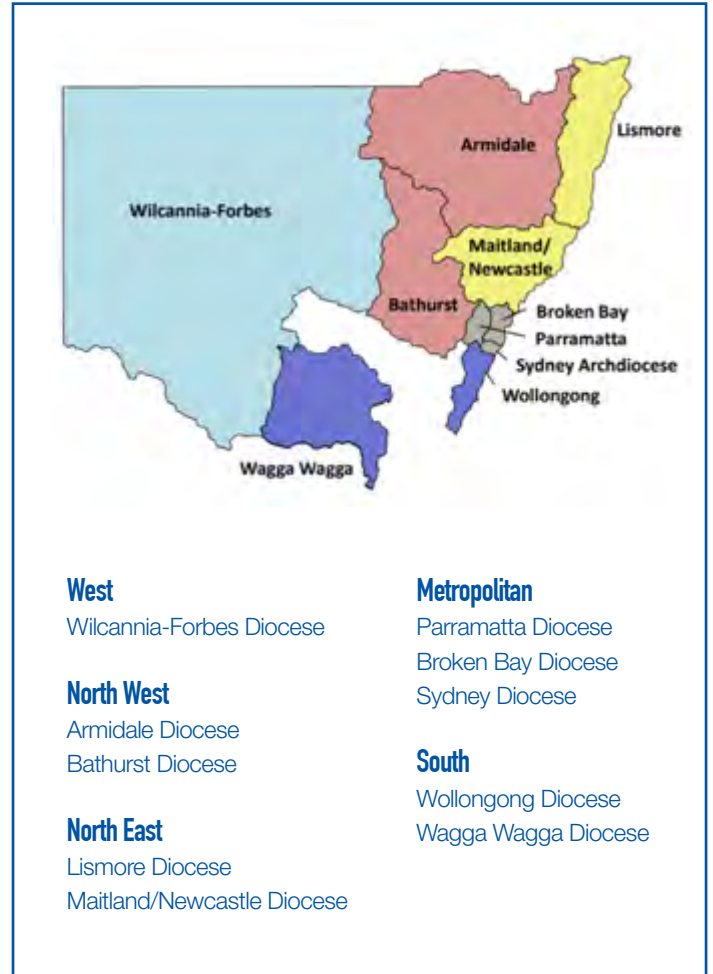 Lismore
Armidale
Wilcannia-Forbes
Maitland/
Newcastle
Bathurst
Broken Bay
Parramatta
Sydney Archdiocese
Wollongong
Wagga Wagga
West
Wilcannia-Forbes Diocese
North West
Armidale Diocese
Bathurst Diocese
North East
Lismore Diocese
Maitland/Newcastle Diocese
Metropolitan
Parramatta Diocese
Broken Bay Diocese
Sydney Diocese
South
Wollongong Diocese
Wagga Wagga Diocese